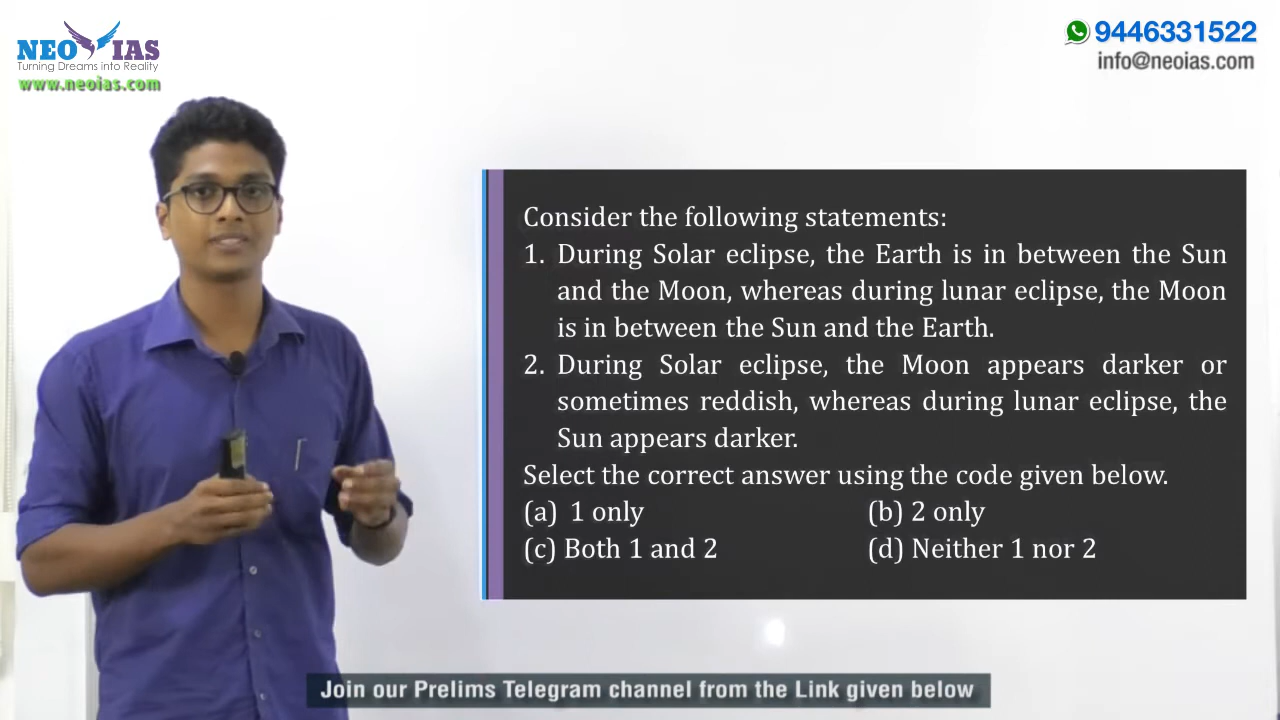 NEO IAS
Turning Dreams into Reality
www.neoias.com
9446331522
info@neoias.com
Consider the following statements:
1. During Solar eclipse, the Earth is in between the Sun
and the Moon, whereas during lunar eclipse, the Moon
is in between the Sun and the Earth.
2. During Solar eclipse, the Moon appears darker or
sometimes reddish, whereas during lunar eclipse, the
Sun appears darker.
Select the correct answer using the code given below.
(a) 1 only (b) 2 only
(c) Both 1 and 2 (d) Neither 1 nor 2
Join our Prelims Telegram channel from the Link given below